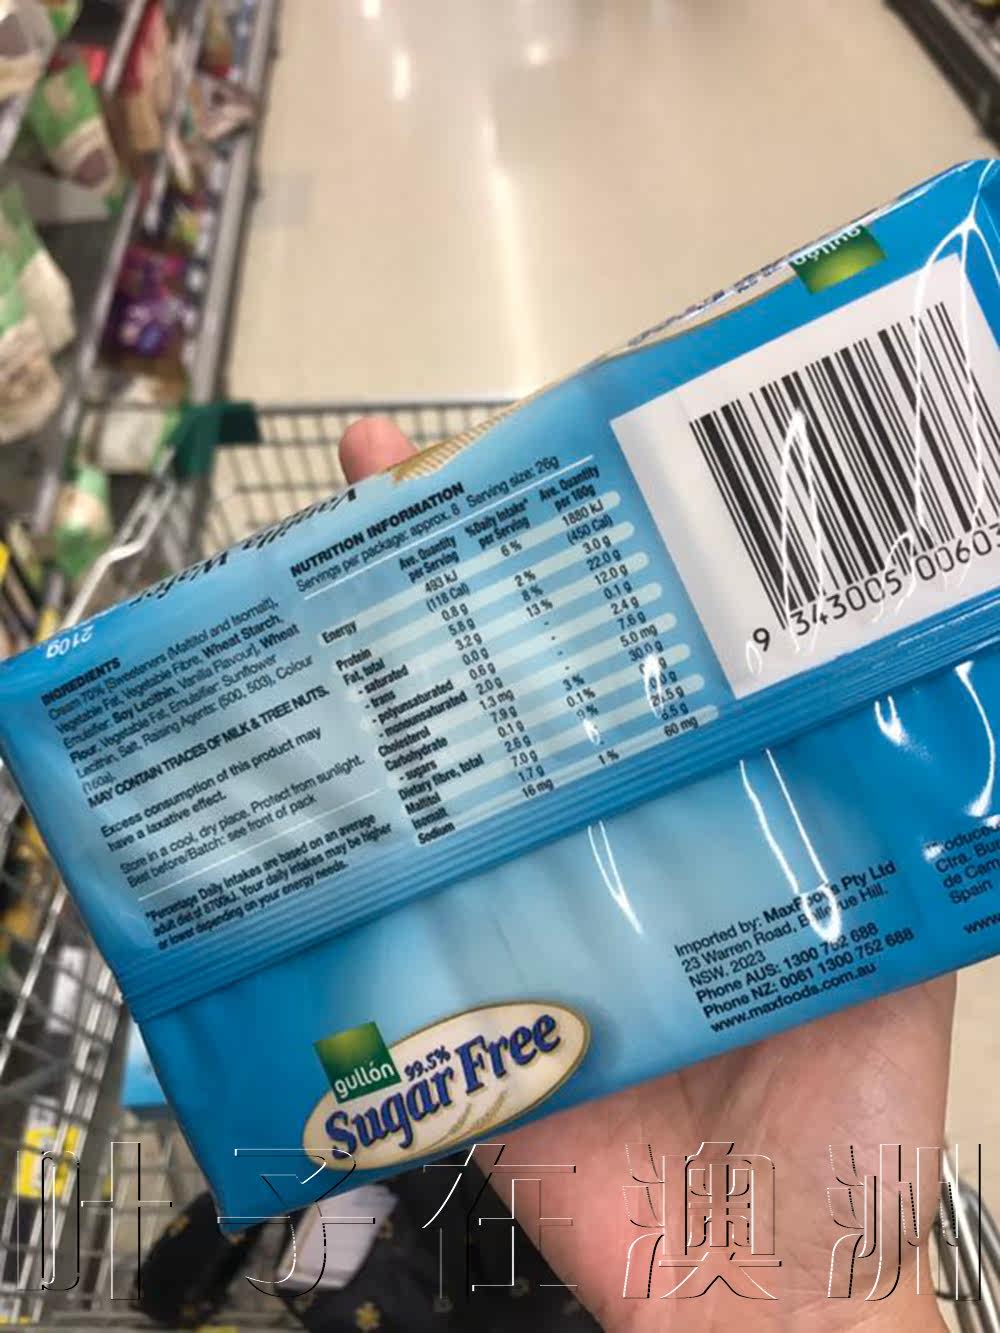 gullón
210g
INGREDIENTS
Cream 70%, [Sweeteners (Maltitol and Isomalt),
Vegetable Fat, Vegetable Fibre, Wheat Starch,
Emulsifier: Soy Lecithin, Vanilla Flavour], Wheat
Flour, Vegetable Fat, Emulsifier: Sunflower
Lecithin, Salt, Raising Agents: (500, 503), Colour
(160a).
MAY CONTAIN TRACES OF MILK & TREE NUTS.
Excess consumption of this product may
have a laxative effect.
Store in a cool, dry place. Protect from sunlight.
Best before/Batch: see front of pack
*Percentage Daily Intakes are based on an average
adult diet of 8700kJ. Your daily intakes may be higher
or lower depending on your energy needs.
NUTRITION INFORMATION
Servings per package: approx. 8 Serving size: 26g
Ave. Quantity per Serving %Daily Intake* per Serving Ave. Quantity per 100g
Energy 493 kJ 6 % 1880 kJ
(118 Cal) (450 Cal)
Protein 0.8 g 2 % 3.0 g
Fat, total 5.8 g 8 % 22.0 g
- saturated 3.2 g 13 % 12.0 g
- trans 0.0 g - 0.1 g
- polyunsaturated 0.6 g - 2.4 g
- monounsaturated 2.0 g - 7.6 g
Cholesterol 1.3 mg - 5.0 mg
Carbohydrate 7.9 g 3 % 30.0 g
- sugars 0.1 g 0.1%
Dietary fibre, total 2.6 g 9 %
Maltitol 7.0 g
Isomalt 1.7 g 6.5 g
Sodium 16 mg 1 % 60 mg
9 343005 00603
Imported by: MaxFoods Pty Ltd
23 Warren Road, Bellevue Hill.
NSW. 2023
Phone AUS: 1300 752 688
Phone NZ: 0061 1300 752 688
www.maxfoods.com.au
Ctra.
Spain
www.
gullón
99.5%
Sugar Free
叶子在澳洲